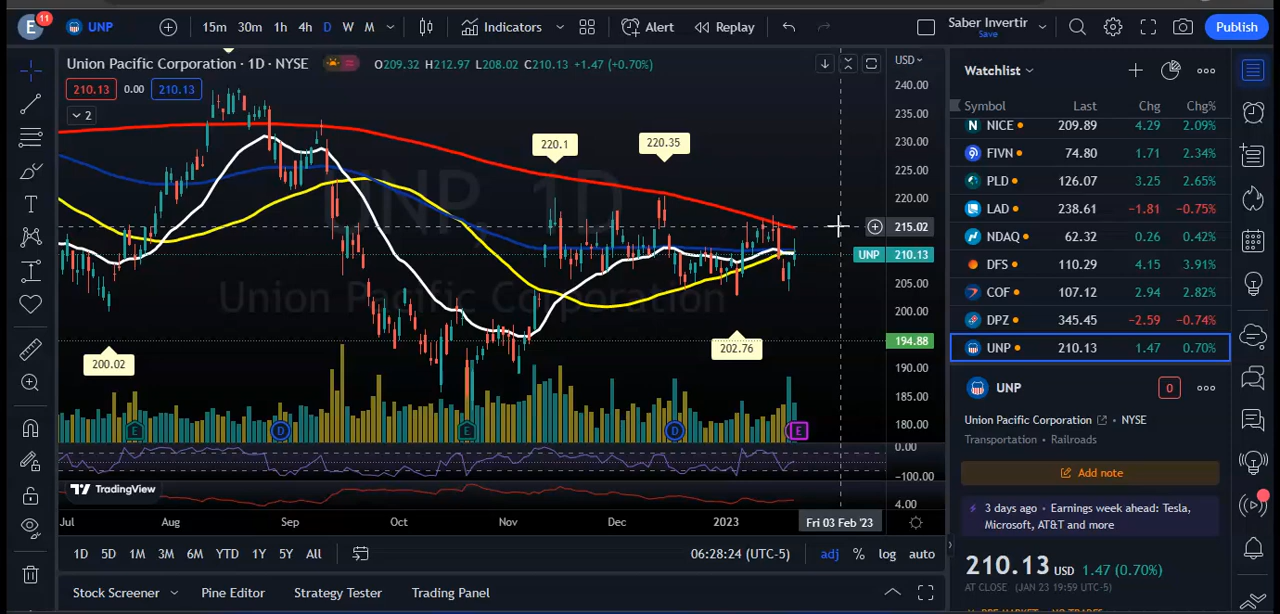 E 11 UNP 15m 30m 1h 4h D W M Indicators Alert Replay Saber Invertir Publish
Save
Union Pacific Corporation · 1D · NYSE O209.32 H212.97 L208.02 C210.13 +1.47 (+0.70%) USD
210.13 0.00 210.13
2
UNP, 1D
Union Pacific Corporation
220.1
220.35
200.02
202.76
240.00
235.00
230.00
225.00
220.00
215.02
UNP 210.13
205.00
200.00
194.88
190.00
185.00
180.00
E D E D E
0.00
-100.00
4.00
TradingView
Jul Aug Sep Oct Nov Dec 2023 Fri 03 Feb '23
1D 5D 1M 3M 6M YTD 1Y 5Y All 06:28:24 (UTC-5) adj % log auto
Stock Screener Pine Editor Strategy Tester Trading Panel
Watchlist
Symbol Last Chg Chg%
N NICE 209.89 4.29 2.09%
FIVN 74.80 1.71 2.34%
PLD 126.07 3.25 2.65%
LAD 238.61 −1.81 −0.75%
NDAQ 62.32 0.26 0.42%
DFS 110.29 4.15 3.91%
COF 107.12 2.94 2.82%
DPZ 345.45 −2.59 −0.74%
UNP 210.13 1.47 0.70%
UNP 0
Union Pacific Corporation · NYSE
Transportation · Railroads
Add note
3 days ago · Earnings week ahead: Tesla,
Microsoft, AT&T and more
210.13 USD 1.47 (0.70%)
AT CLOSE (JAN 23 19:59 UTC-5)